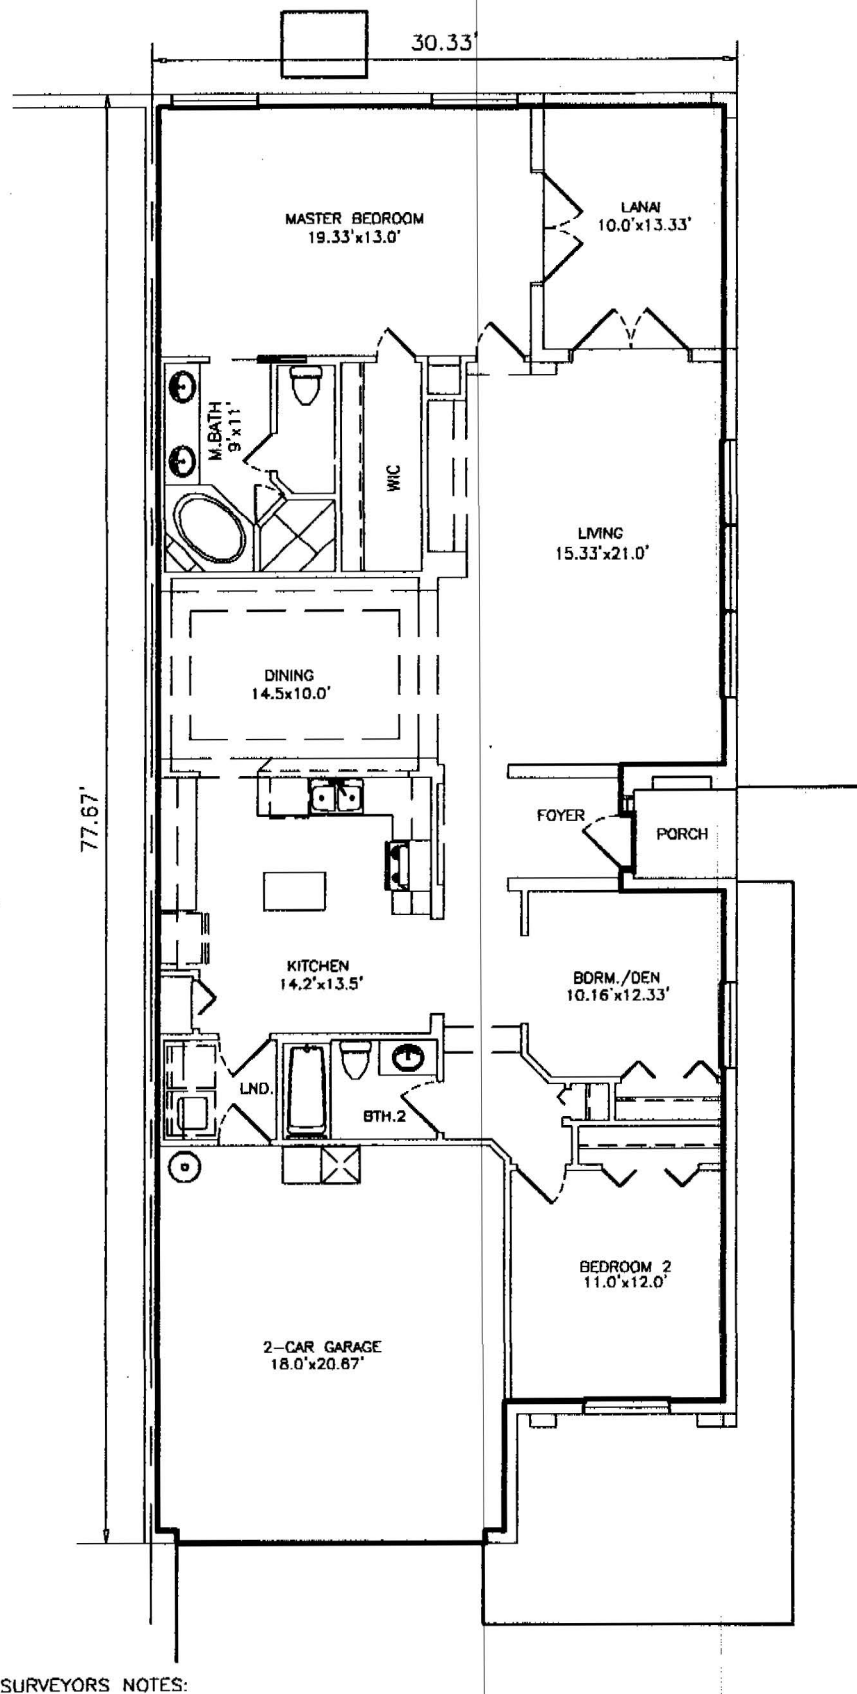 30.33'
MASTER BEDROOM
19.33'x13.0'
LANAI
10.0'x13.33'
M.BATH
9'x11'
WIC
LIVING
15.33'x21.0'
DINING
14.5x10.0'
77.67'
FOYER
PORCH
KITCHEN
14.2'x13.5'
BDRM./DEN
10.16'x12.33'
LND.
BTH.2
BEDROOM 2
11.0'x12.0'
2-CAR GARAGE
18.0'x20.67'
SURVEYORS NOTES: